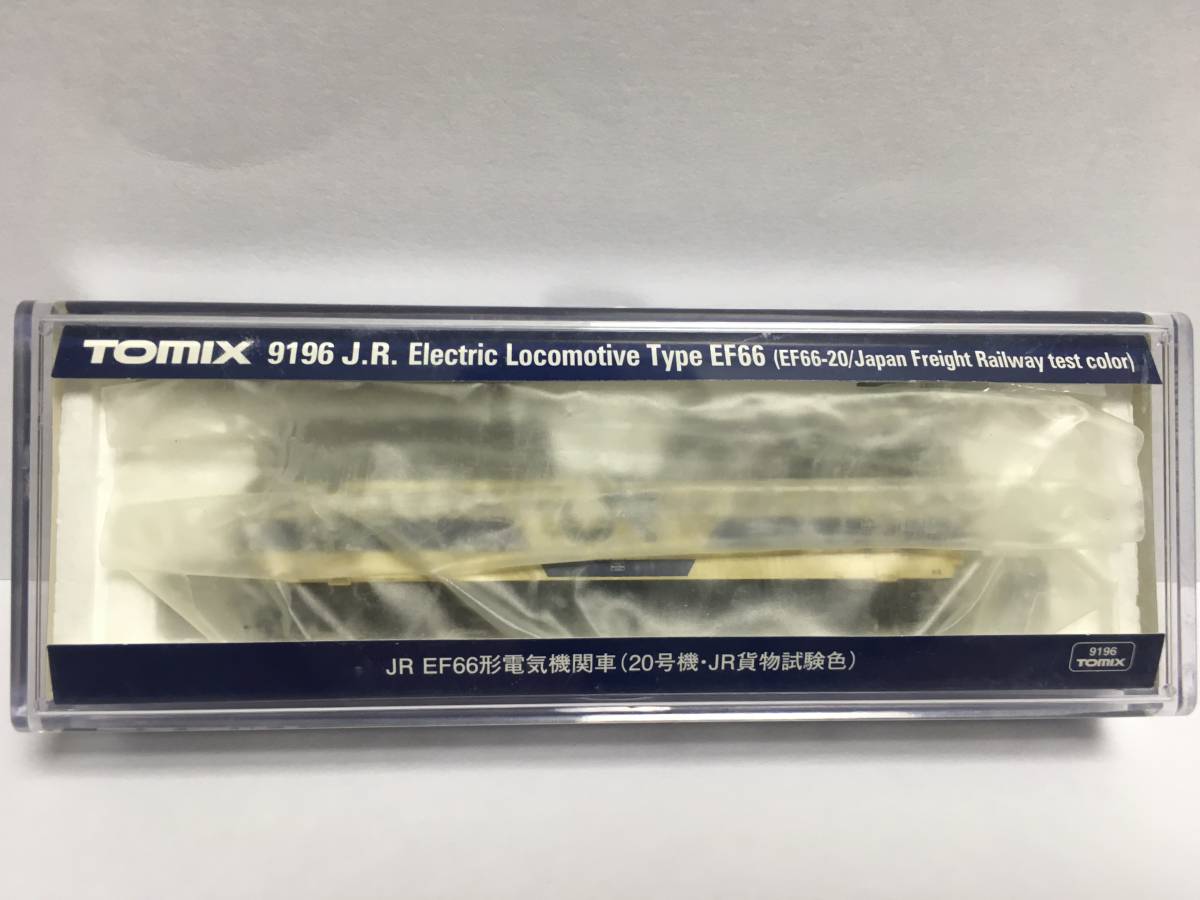 TOMIX 9196 J.R. Electric Locomotive Type EF66 (EF66-20/Japan Freight Railway test color)
JR EF66形電気機関車(20号機・JR貨物試験色)
9196
TOMIX